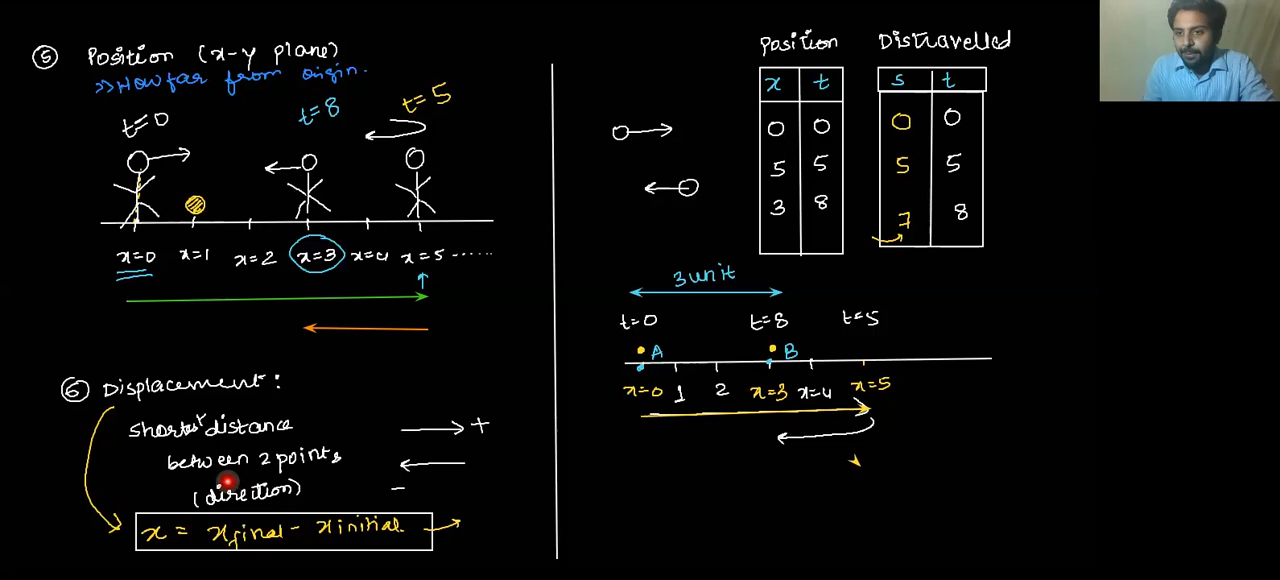 5 Position (x-y plane)
>>How far from origin.
t=0
t=8
t=5
x=0 x=1 x=2 x=3 x=4 x=5 ......
6 Displacement:
shortest distance
between 2 points
(direction)
+
-
x = xfinal - xinitial
Position
x t
0 0
5 5
3 8
Distravelled
s t
0 0
5 5
7 8
3 unit
t=0 t=8 t=5
A B
x=0 1 2 x=3 x=4 x=5